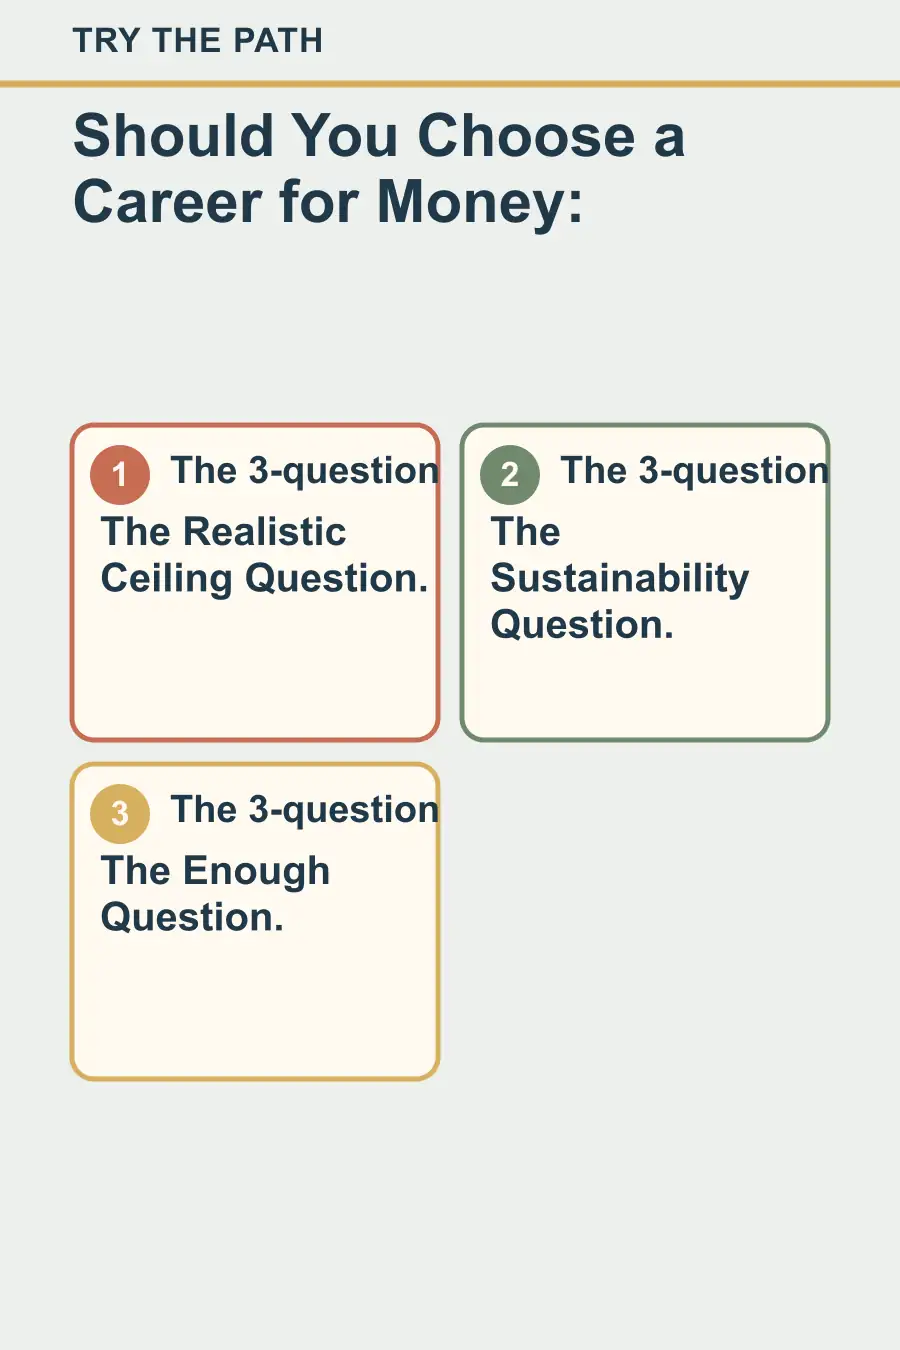 TRY THE PATH
Should You Choose a
Career for Money:
1 The 3-question
The Realistic
Ceiling Question.
2 The 3-question
The
Sustainability
Question.
3 The 3-question
The Enough
Question.